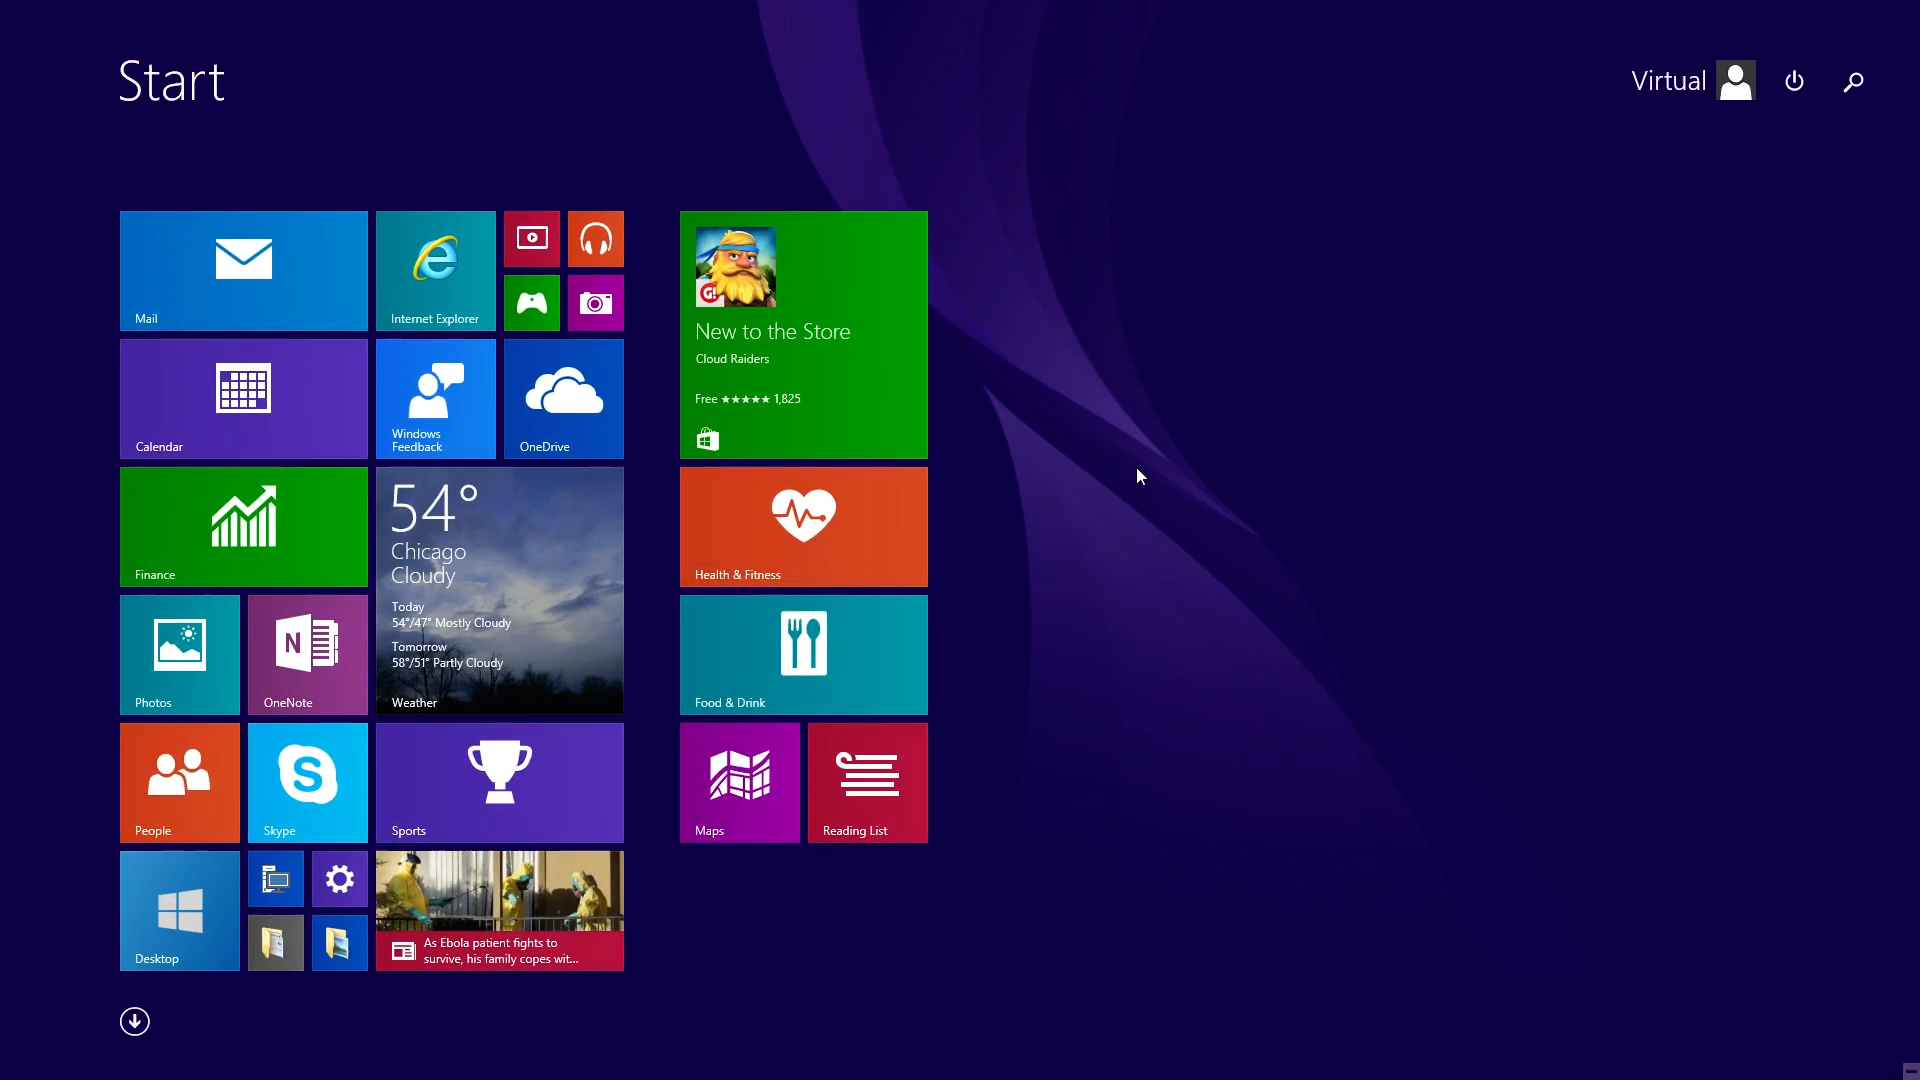 Start
Virtual
Mail
Internet Explorer
Calendar
Windows
Feedback
OneDrive
Finance
54°
Chicago
Cloudy
Today
54°/47° Mostly Cloudy
Tomorrow
58°/51° Partly Cloudy
Weather
Photos
N
OneNote
People
S
Skype
Sports
Desktop
As Ebola patient fights to
survive, his family copes wit...
G!
New to the Store
Cloud Raiders
Free ★★★★★ 1,825
Health & Fitness
Food & Drink
Maps
Reading List